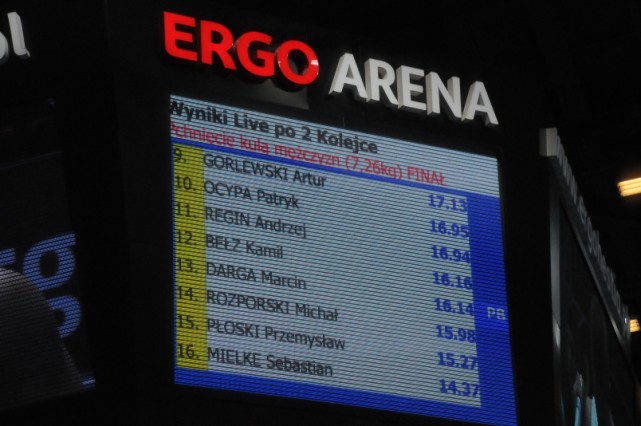 ol
ERGO ARENA
Wyniki Live po 2 Kolejce
Pchnięcie kulą mężczyzn (7,26kg) FINAŁ
9. GORLEWSKI Artur 17.13
10. OCYPA Patryk 16.95
11. REGIN Andrzej 16.94
12. BEŁZ Kamil 16.16
13. DARGA Marcin 16.14 PB
14. ROZPORSKI Michał 15.98
15. PŁOSKI Przemysław 15.27
16. MIELKE Sebastian 14.37